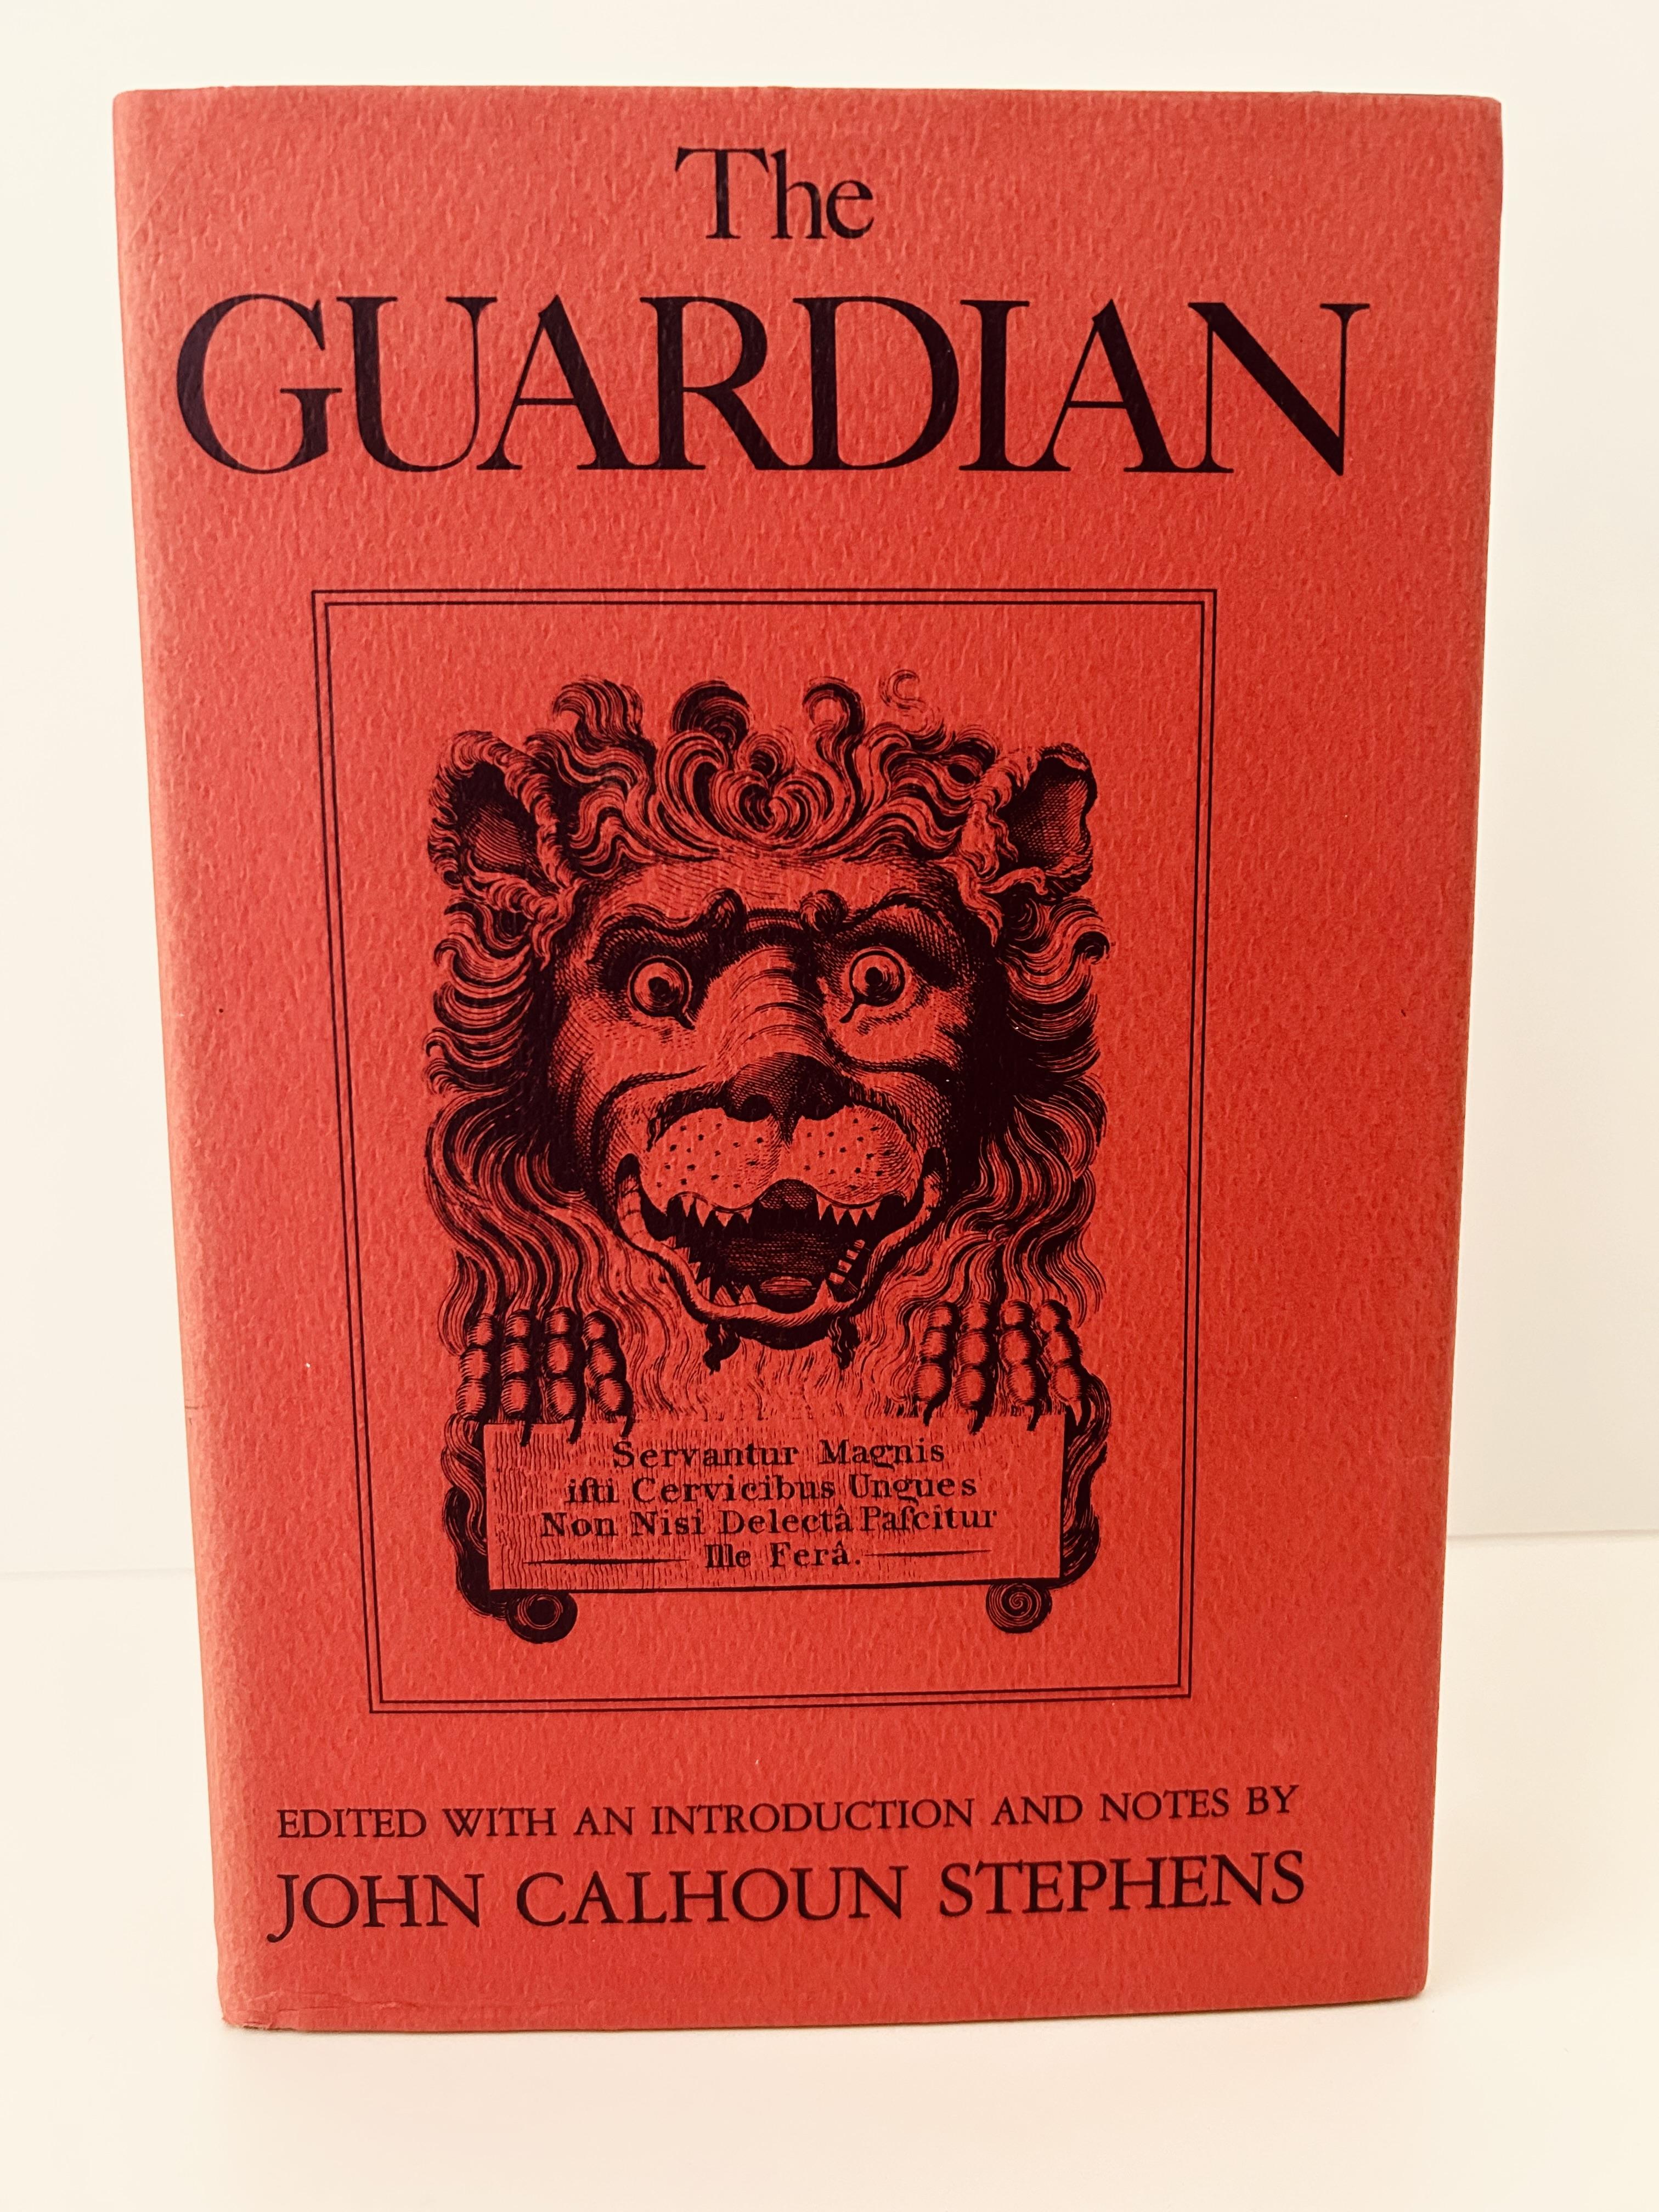 The
GUARDIAN
Servantur Magnis
iſti Cervicibus Ungues
Non Nisi Delectâ Paſcitur
Ille Ferâ.
EDITED WITH AN INTRODUCTION AND NOTES BY
JOHN CALHOUN STEPHENS